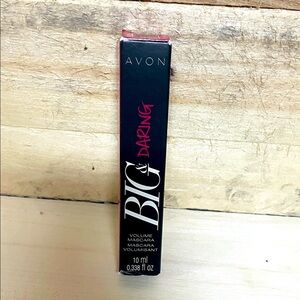 AVON
BIG & DARING
VOLUME
MASCARA
MASCARA
VOLUMISANT
10 ml
0.338 fl oz